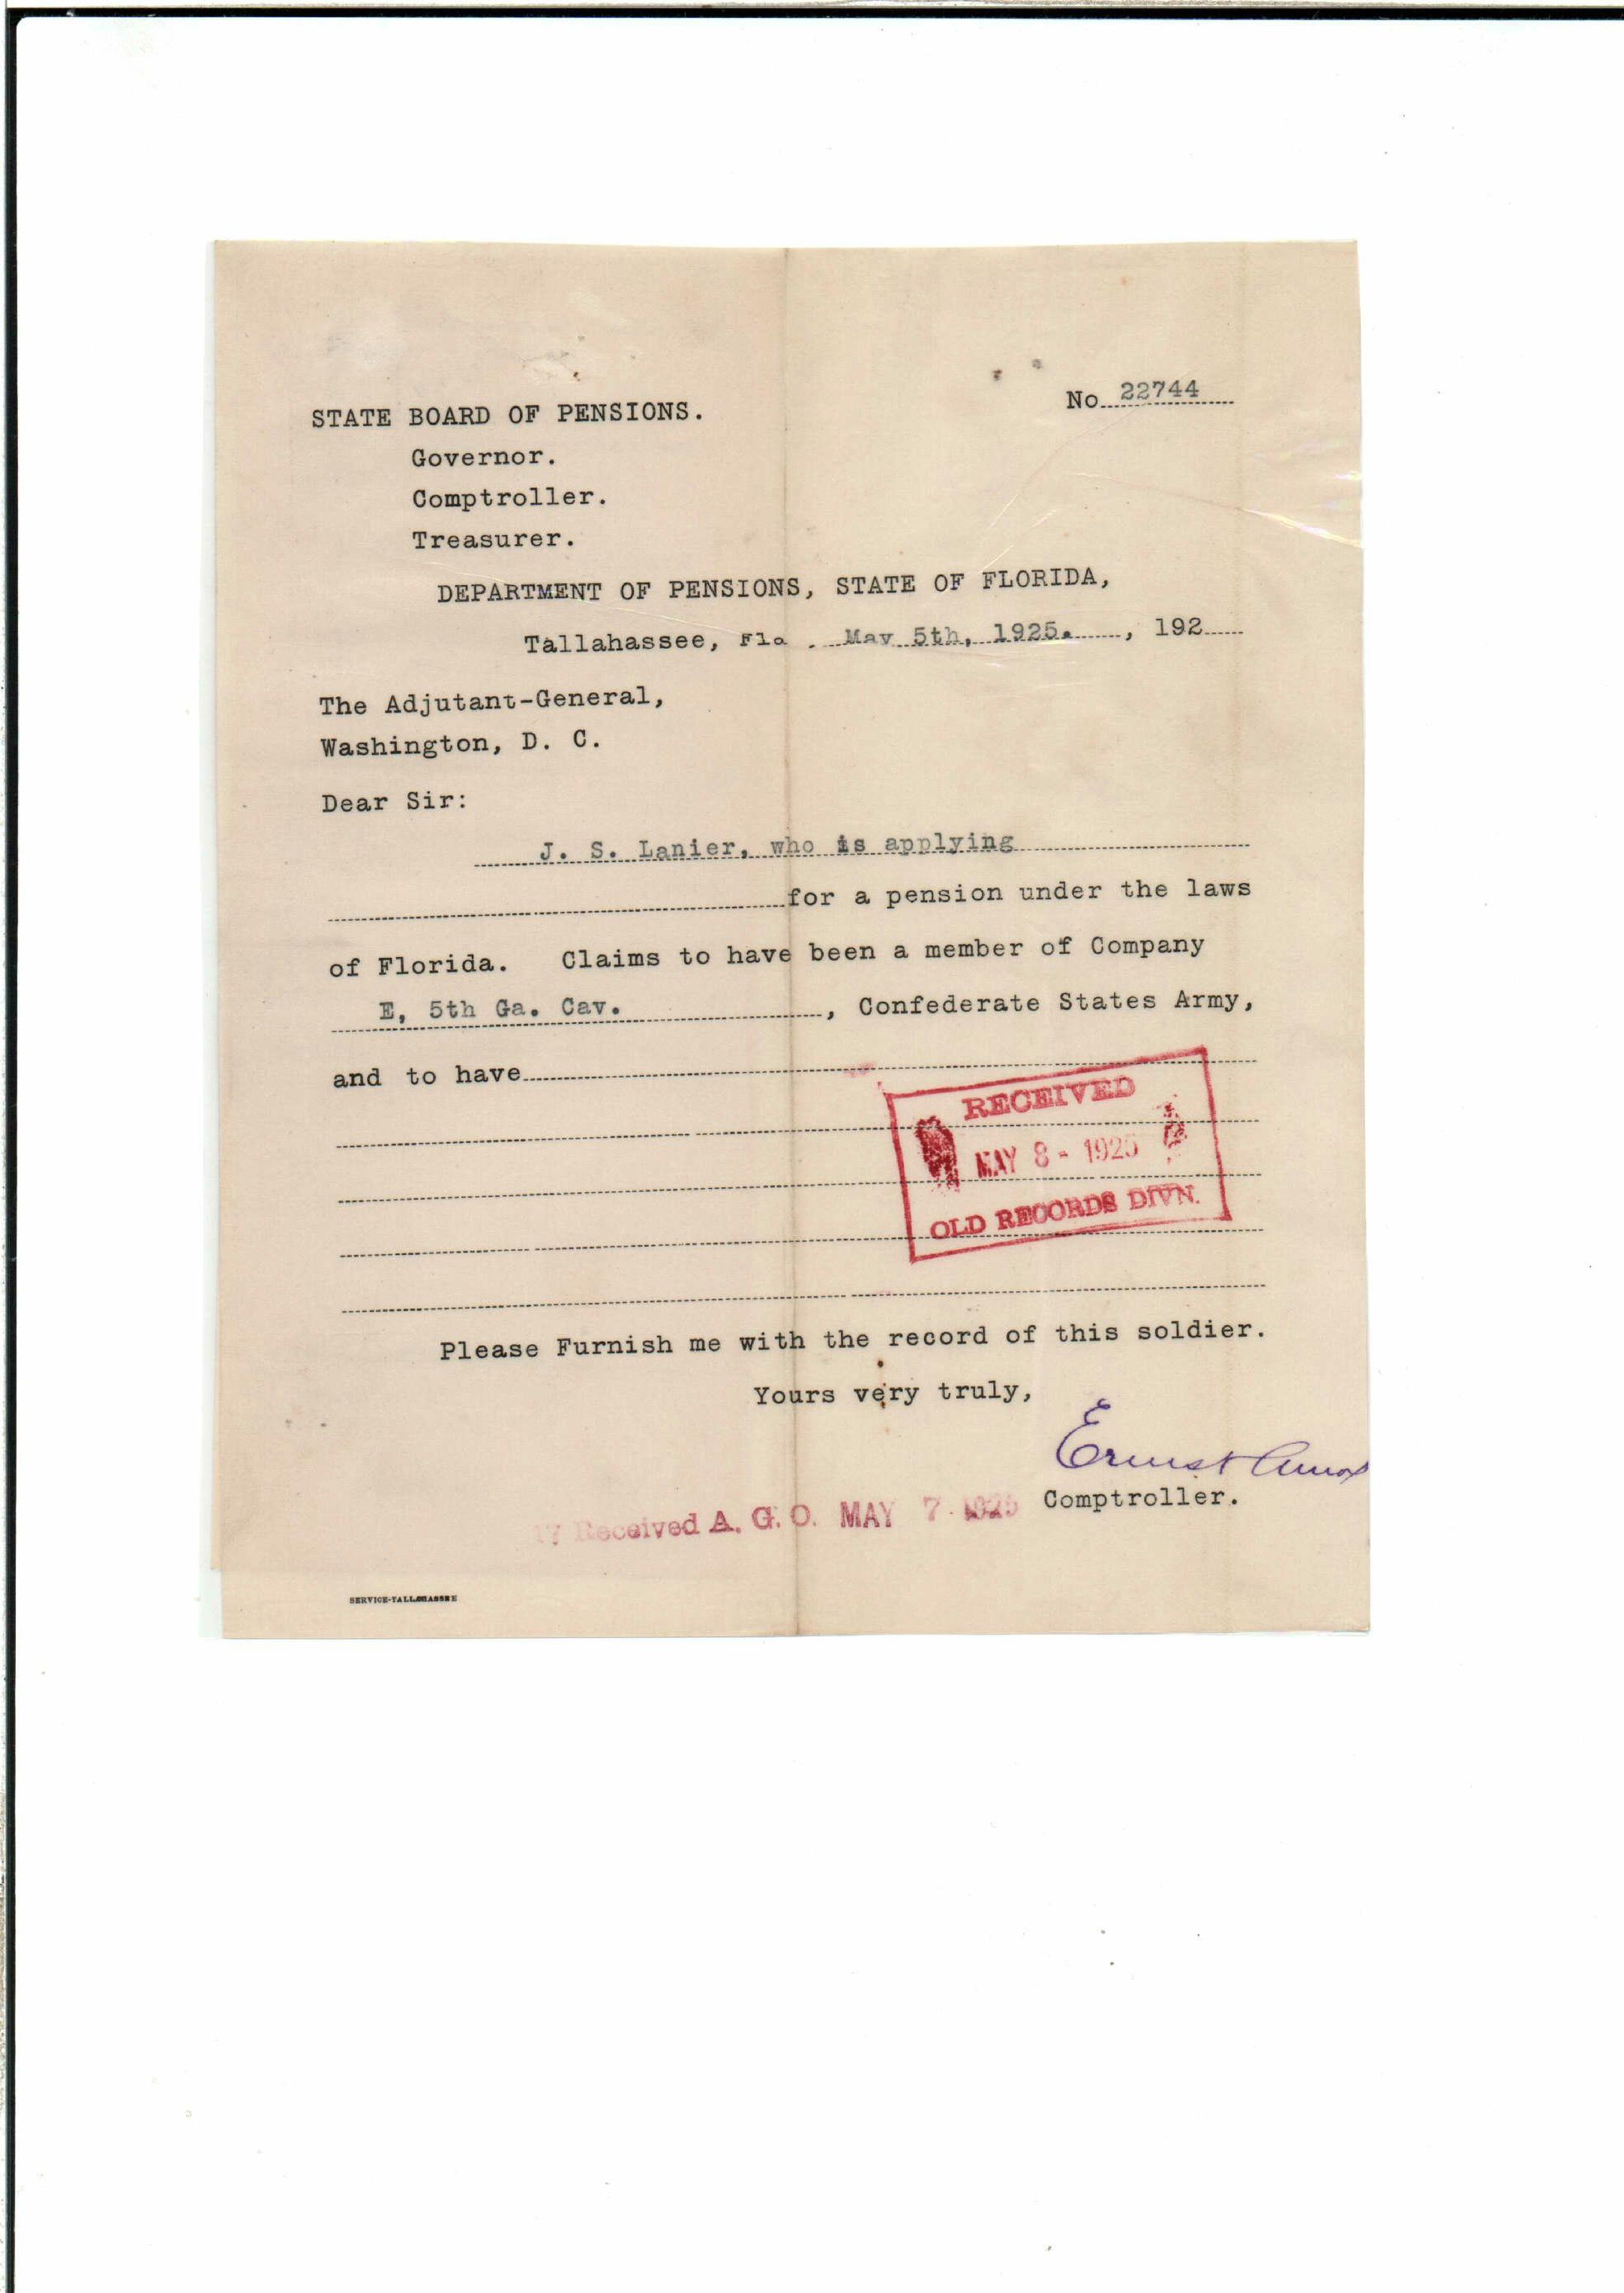 No 22744
STATE BOARD OF PENSIONS.
Governor.
Comptroller.
Treasurer.
DEPARTMENT OF PENSIONS, STATE OF FLORIDA,
Tallahassee, Fla. May 5th, 1925. , 192
The Adjutant-General,
Washington, D. C.
Dear Sir:
J. S. Lanier, who is applying
for a pension under the laws
of Florida. Claims to have been a member of Company
E, 5th Ga. Cav. , Confederate States Army,
and to have
RECEIVED
MAY 8 - 1925
OLD RECORDS DIVN.
Please Furnish me with the record of this soldier.
Yours very truly,
Ernest Amos
Comptroller.
17 Received A. G. O. MAY 7 1925
SERVICE-TALLAHASSEE